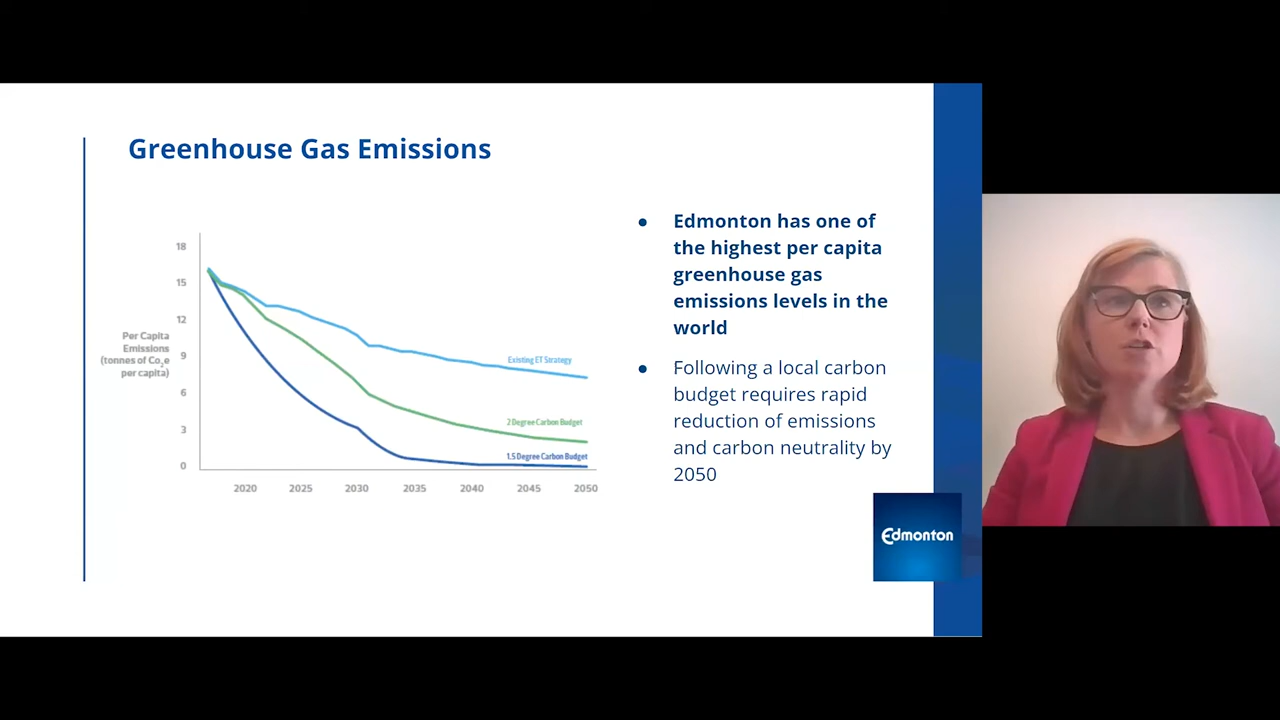 Greenhouse Gas Emissions
18
15
12
9
6
3
0
Per Capita
Emissions
(tonnes of Co2e
per capita)
Existing ET Strategy
2 Degree Carbon Budget
1.5 Degree Carbon Budget
2020 2025 2030 2035 2040 2045 2050
● Edmonton has one of
the highest per capita
greenhouse gas
emissions levels in the
world
● Following a local carbon
budget requires rapid
reduction of emissions
and carbon neutrality by
2050
Edmonton